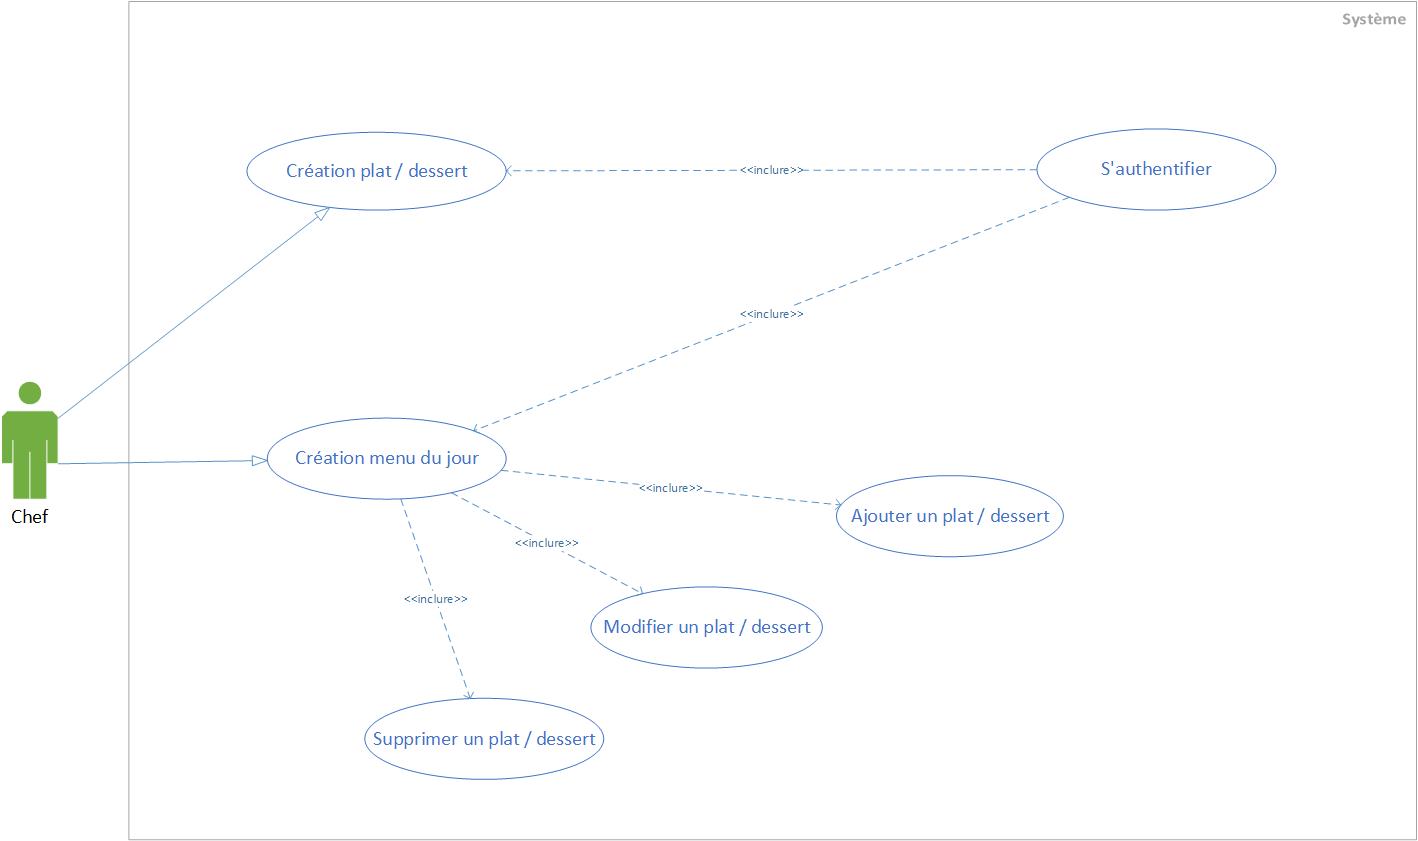 Système
Création plat / dessert
<<inclure>>
S'authentifier
<<inclure>>
Chef
Création menu du jour
<<inclure>>
Ajouter un plat / dessert
<<inclure>>
Modifier un plat / dessert
<<inclure>>
Supprimer un plat / dessert